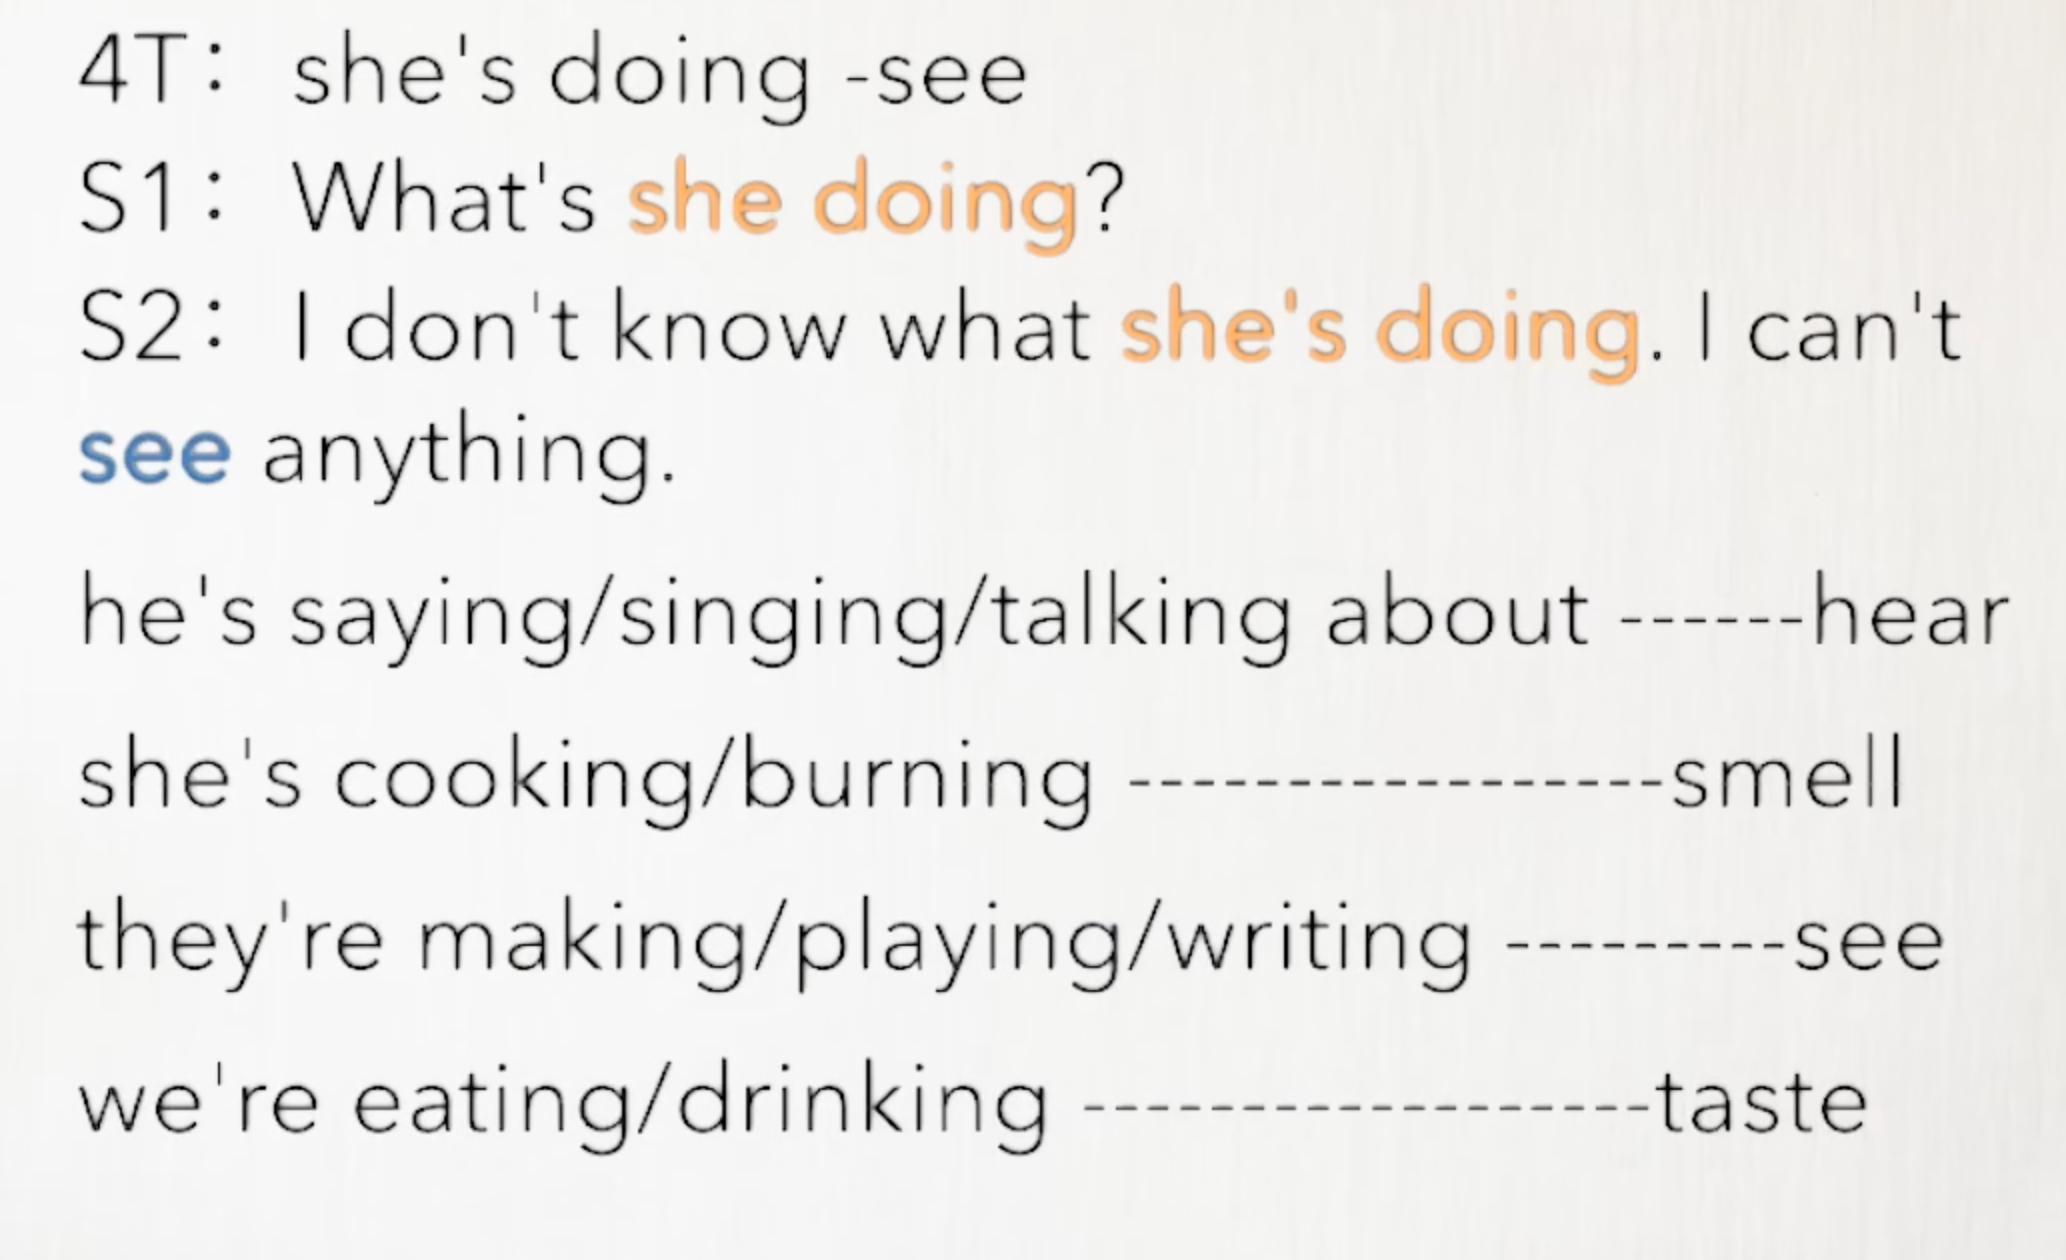 4T: she's doing -see
S1: What's she doing?
S2: I don't know what she's doing. I can't
see anything.
he's saying/singing/talking about ------hear
she's cooking/burning -----------------smell
they're making/playing/writing ---------see
we're eating/drinking ------------------taste